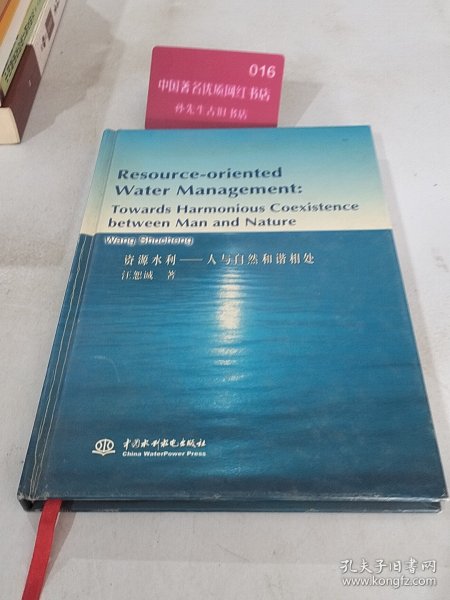 016
中国著名优质网红书店
孙先生古旧书店
Resource-oriented
Water Management:
Towards Harmonious Coexistence
between Man and Nature
Wang Shucheng
资源水利——人与自然和谐相处
汪恕诚 著
中国水利水电出版社
China WaterPower Press
孔夫子旧书网
www.kongfz.com